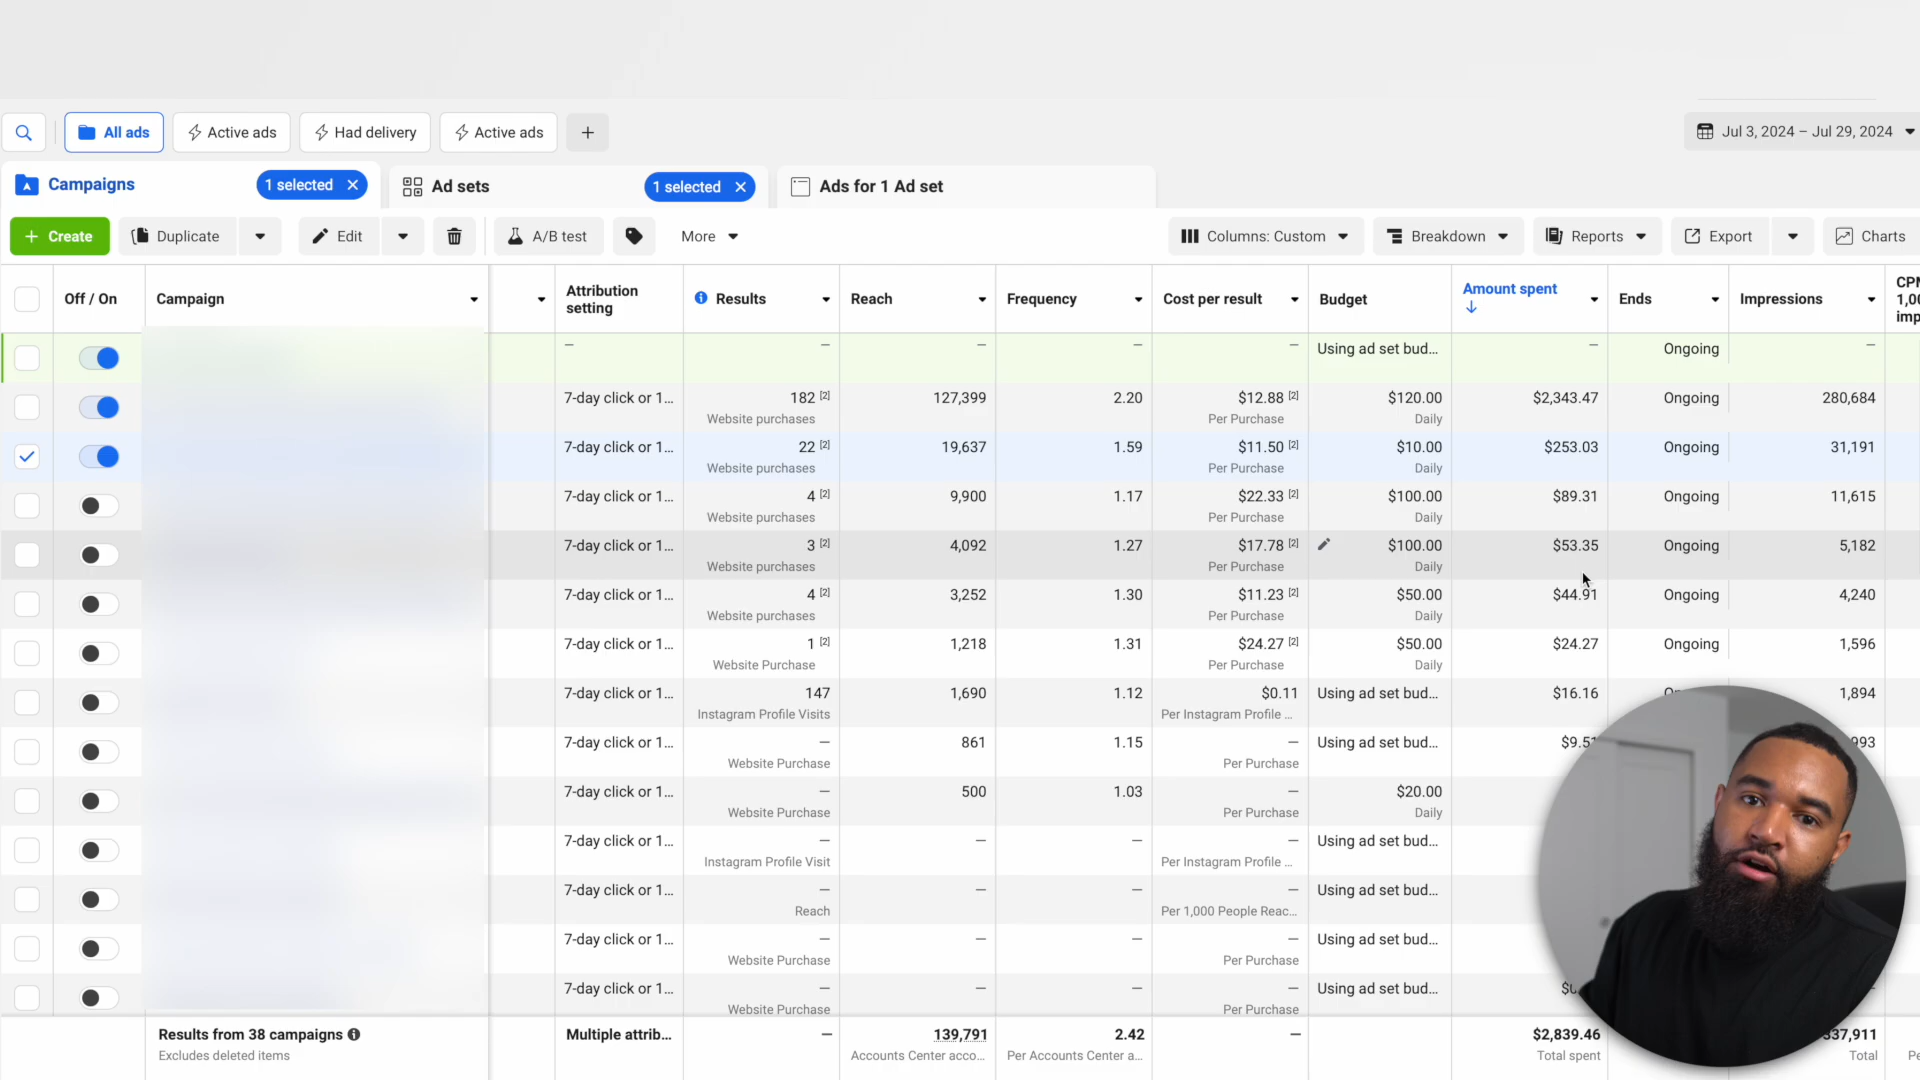 All ads
Active ads
Had delivery
Active ads
Jul 3, 2024 – Jul 29, 2024
Campaigns
1 selected
Ad sets
1 selected
Ads for 1 Ad set
Create
Duplicate
Edit
A/B test
More
Columns: Custom
Breakdown
Reports
Export
Charts
Off / On
Campaign
Attribution setting
Results
Reach
Frequency
Cost per result
Budget
Amount spent
Ends
Impressions
— — — — — Using ad set bud... — Ongoing —
7-day click or 1... 182 [2] 127,399 2.20 $12.88 [2] $120.00 $2,343.47 Ongoing 280,684
Website purchases Per Purchase Daily
7-day click or 1... 22 [2] 19,637 1.59 $11.50 [2] $10.00 $253.03 Ongoing 31,191
Website purchases Per Purchase Daily
7-day click or 1... 4 [2] 9,900 1.17 $22.33 [2] $100.00 $89.31 Ongoing 11,615
Website purchases Per Purchase Daily
7-day click or 1... 3 [2] 4,092 1.27 $17.78 [2] $100.00 $53.35 Ongoing 5,182
Website purchases Per Purchase Daily
7-day click or 1... 4 [2] 3,252 1.30 $11.23 [2] $50.00 $44.91 Ongoing 4,240
Website purchases Per Purchase Daily
7-day click or 1... 1 [2] 1,218 1.31 $24.27 [2] $50.00 $24.27 Ongoing 1,596
Website Purchase Per Purchase Daily
7-day click or 1... 147 1,690 1.12 $0.11 Using ad set bud... $16.16 1,894
Instagram Profile Visits Per Instagram Profile ...
7-day click or 1... — 861 1.15 — Using ad set bud...
Website Purchase Per Purchase
7-day click or 1... — 500 1.03 — $20.00
Website Purchase Per Purchase Daily
7-day click or 1... — — — — Using ad set bud...
Instagram Profile Visit Per Instagram Profile ...
7-day click or 1... — — — — Using ad set bud...
Reach Per 1,000 People Reac...
7-day click or 1... — — — — Using ad set bud...
Website Purchase Per Purchase
7-day click or 1... — — — — Using ad set bud...
Website Purchase Per Purchase
Results from 38 campaigns Multiple attrib... — 139,791 2.42 — $2,839.46
Excludes deleted items Accounts Center acco... Per Accounts Center a... Total spent Total